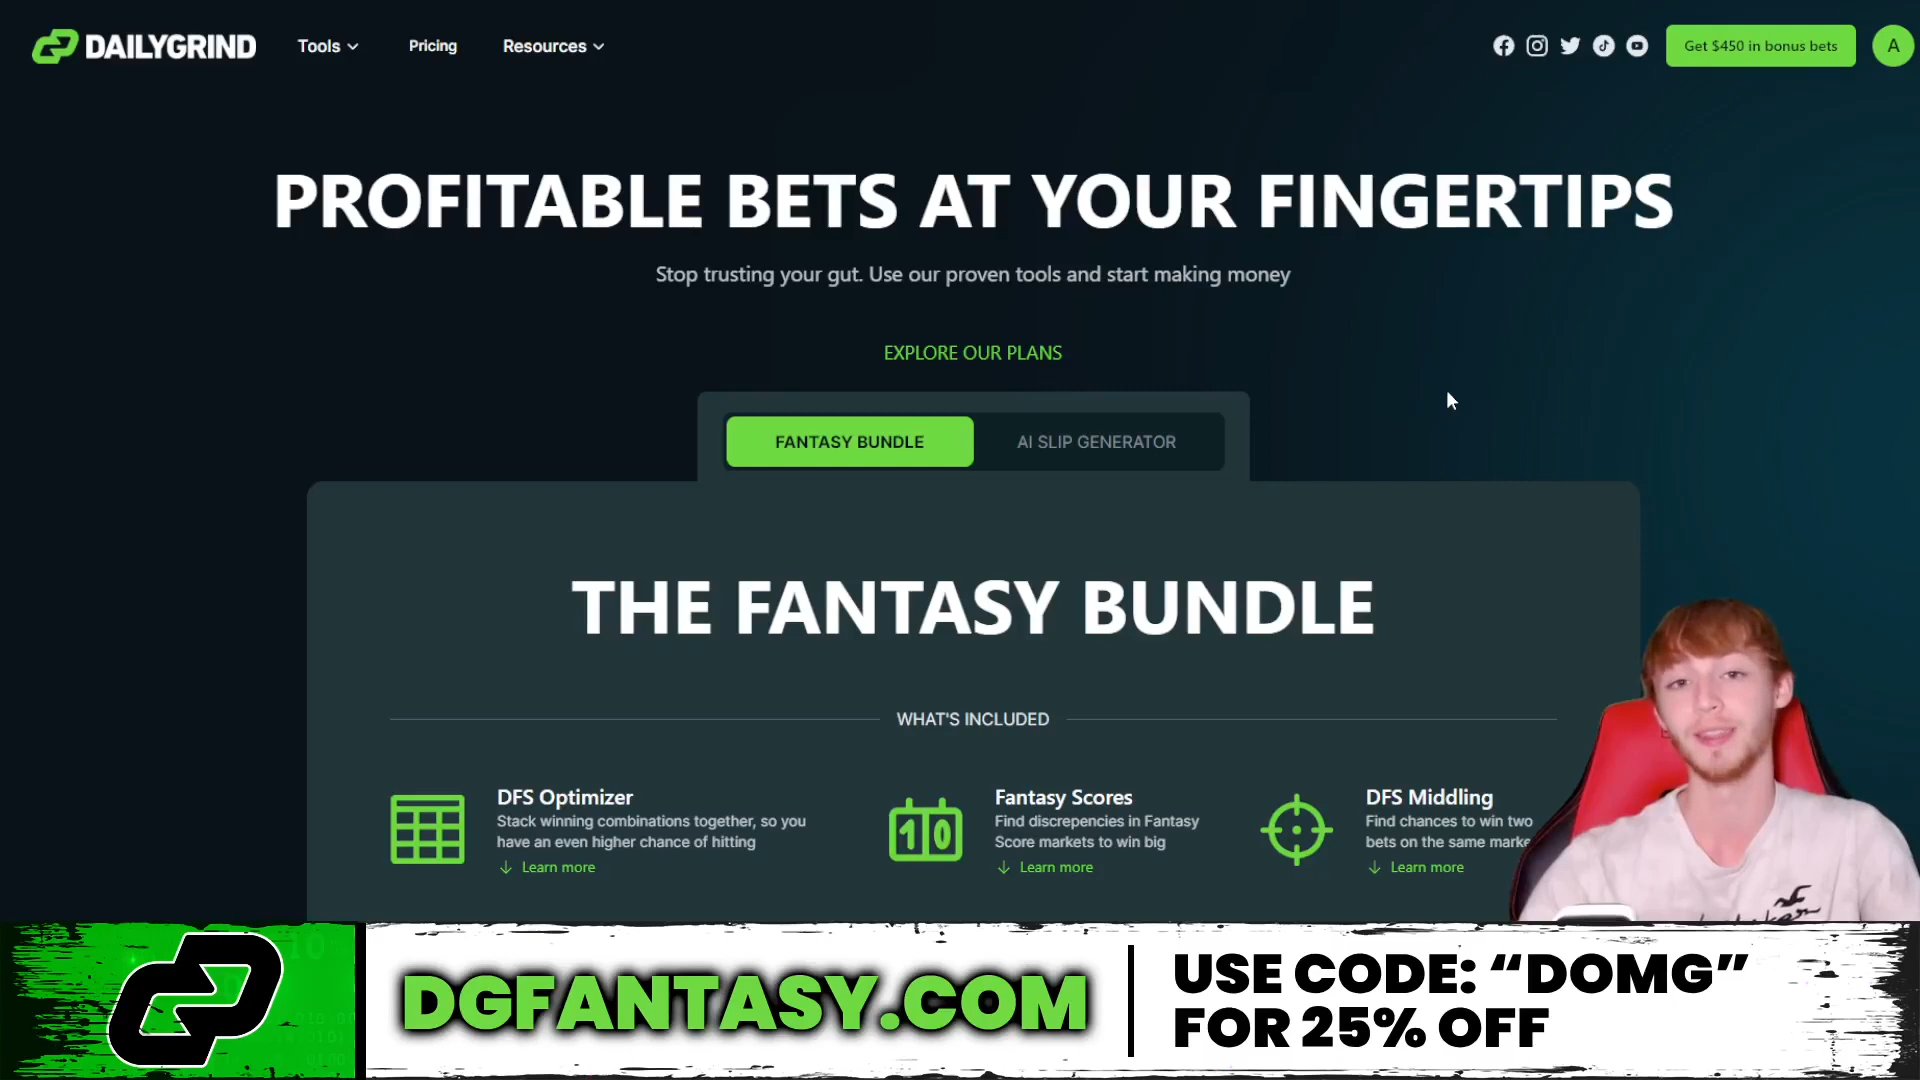 DAILYGRIND
Tools
Pricing
Resources
Get $450 in bonus bets
A
PROFITABLE BETS AT YOUR FINGERTIPS
Stop trusting your gut. Use our proven tools and start making money
EXPLORE OUR PLANS
FANTASY BUNDLE
AI SLIP GENERATOR
THE FANTASY BUNDLE
WHAT'S INCLUDED
DFS Optimizer
Stack winning combinations together, so you
have an even higher chance of hitting
Learn more
10
Fantasy Scores
Find discrepencies in Fantasy
Score markets to win big
Learn more
DFS Middling
Find chances to win two
bets on the same marke
Learn more
DGFANTASY.COM
USE CODE: “DOMG”
FOR 25% OFF